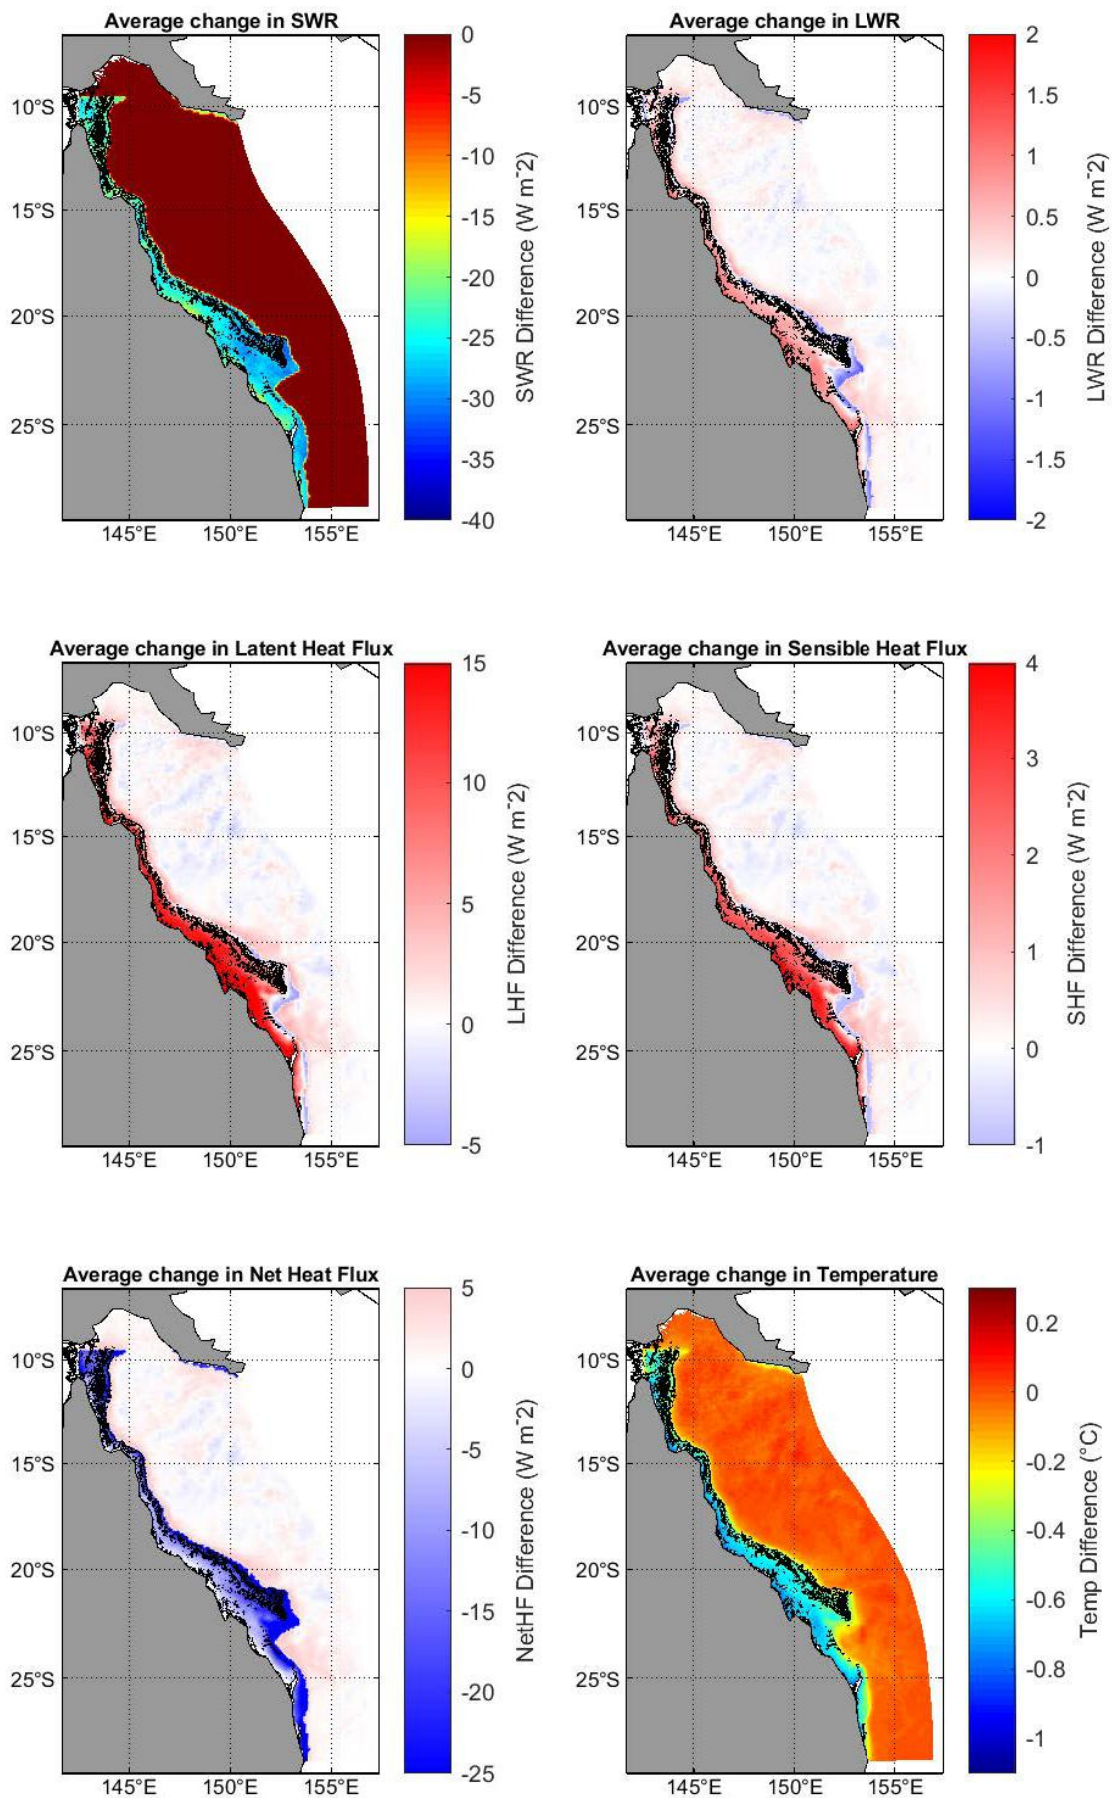 Average change in SWR
0
-5
-10
-15
-20
-25
-30
-35
-40
SWR Difference (W m-2)
10°S
15°S
20°S
25°S
145°E 150°E 155°E
Average change in LWR
2
1.5
1
0.5
0
-0.5
-1
-1.5
-2
LWR Difference (W m-2)
10°S
15°S
20°S
25°S
145°E 150°E 155°E
Average change in Latent Heat Flux
15
10
5
0
-5
LHF Difference (W m-2)
10°S
15°S
20°S
25°S
145°E 150°E 155°E
Average change in Sensible Heat Flux
4
3
2
1
0
-1
SHF Difference (W m-2)
10°S
15°S
20°S
25°S
145°E 150°E 155°E
Average change in Net Heat Flux
5
0
-5
-10
-15
-20
-25
NetHF Difference (W m-2)
10°S
15°S
20°S
25°S
145°E 150°E 155°E
Average change in Temperature
0.2
0
-0.2
-0.4
-0.6
-0.8
-1
Temp Difference (°C)
10°S
15°S
20°S
25°S
145°E 150°E 155°E